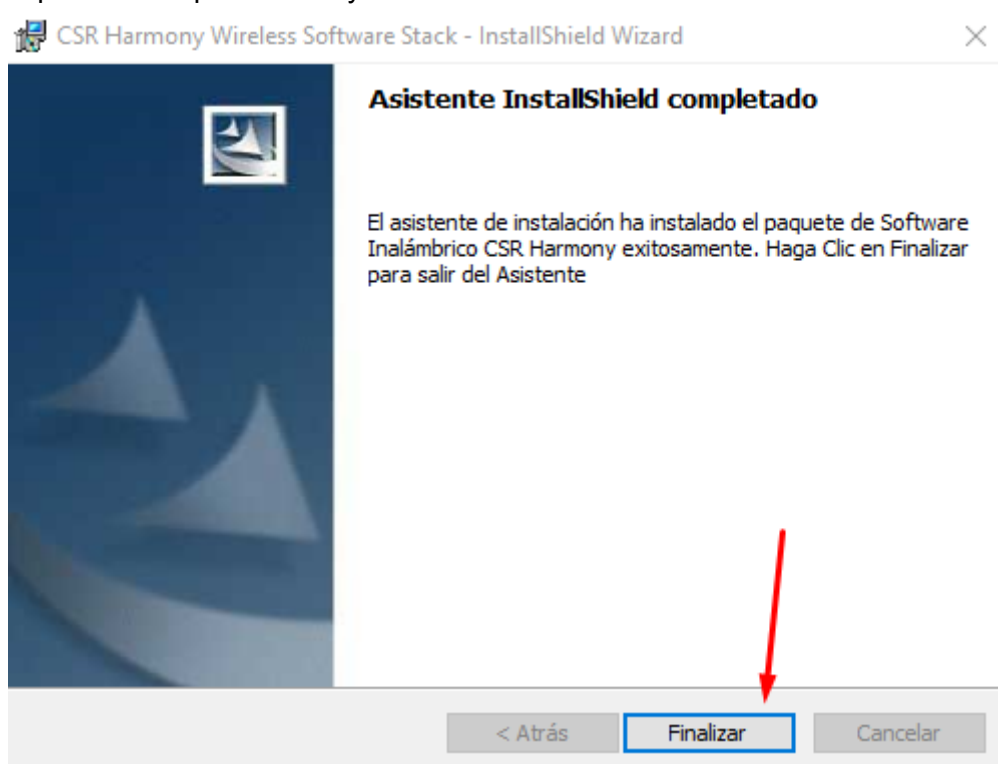 CSR Harmony Wireless Software Stack - InstallShield Wizard
Asistente InstallShield completado
El asistente de instalación ha instalado el paquete de Software
Inalámbrico CSR Harmony exitosamente. Haga Clic en Finalizar
para salir del Asistente
< Atrás
Finalizar
Cancelar